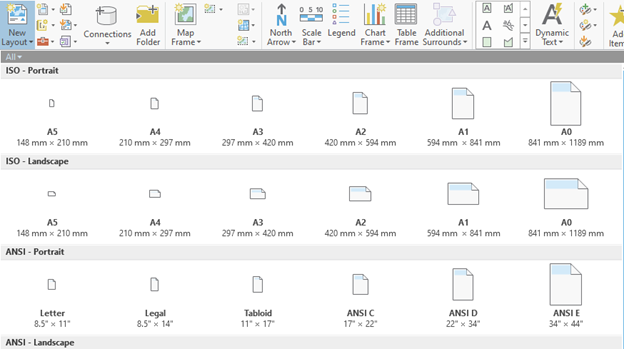 New
Layout
Connections
Add
Folder
Map
Frame
North
Arrow
Scale
Bar
Legend
Chart
Frame
Table
Frame
Additional
Surrounds
A
A
A
Dynamic
Text
Add
Item
0 5 10
All
ISO - Portrait
A5 A4 A3 A2 A1 A0
148 mm × 210 mm 210 mm × 297 mm 297 mm × 420 mm 420 mm × 594 mm 594 mm × 841 mm 841 mm × 1189 mm
ISO - Landscape
A5 A4 A3 A2 A1 A0
148 mm × 210 mm 210 mm × 297 mm 297 mm × 420 mm 420 mm × 594 mm 594 mm × 841 mm 841 mm × 1189 mm
ANSI - Portrait
Letter Legal Tabloid ANSI C ANSI D ANSI E
8.5" × 11" 8.5" × 14" 11" × 17" 17" × 22" 22" × 34" 34" × 44"
ANSI - Landscape